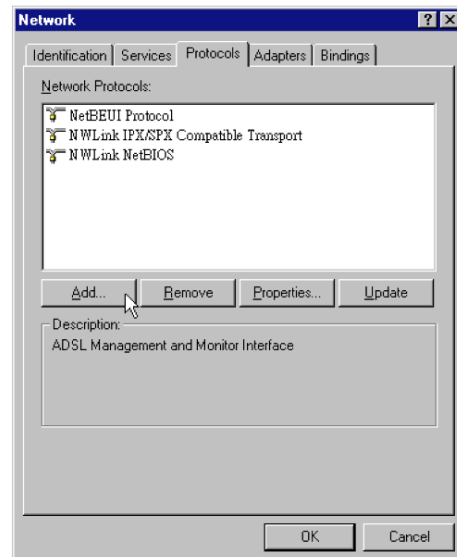 Network
Identification Services Protocols Adapters Bindings
Network Protocols:
NetBEUI Protocol
NWLink IPX/SPX Compatible Transport
NWLink NetBIOS
Add... Remove Properties... Update
Description:
ADSL Management and Monitor Interface
OK Cancel